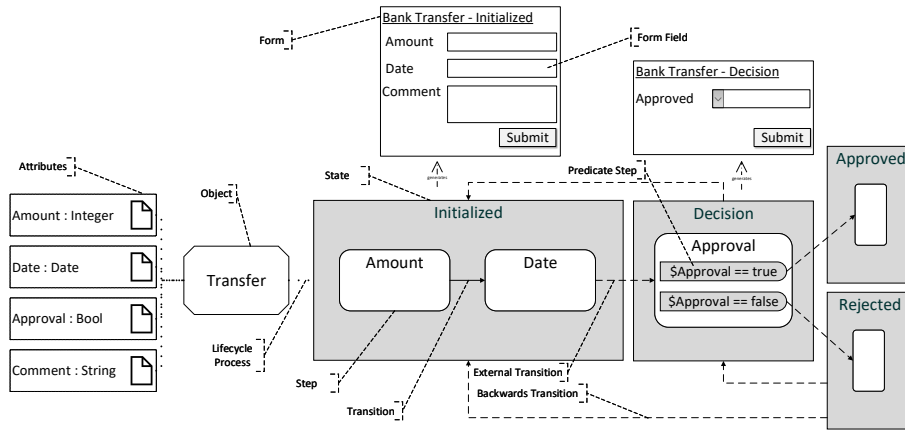 Bank Transfer - Initialized
Form
Amount
Form Field
Date
Comment
Submit
Bank Transfer - Decision
Approved
Submit
generates
generates
Attributes
Object
State
Predicate Step
Amount : Integer
Date : Date
Approval : Bool
Comment : String
Transfer
Lifecycle
Process
Initialized
Amount
Date
Step
Transition
External Transition
Backwards Transition
Decision
Approval
$Approval == true
$Approval == false
Approved
Rejected